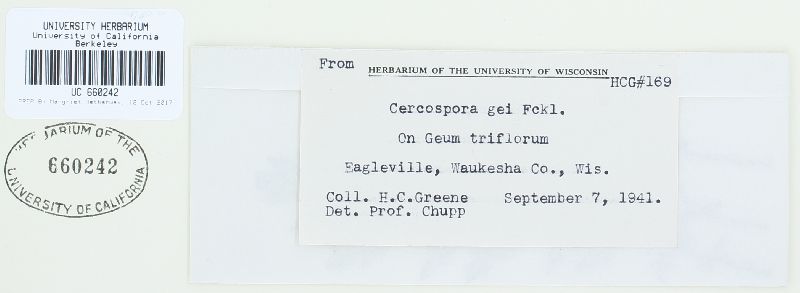 UNIVERSITY HERBARIUM
University of California
Berkeley
UC 660242
HERBARIUM OF THE
660242
UNIVERSITY OF CALIFORNIA
From
HERBARIUM OF THE UNIVERSITY OF WISCONSIN
HCG#169
Cercospora gei Fckl.
On Geum triflorum
Eagleville, Waukesha Co., Wis.
Coll. H.C.Greene September 7, 1941.
Det. Prof. Chupp